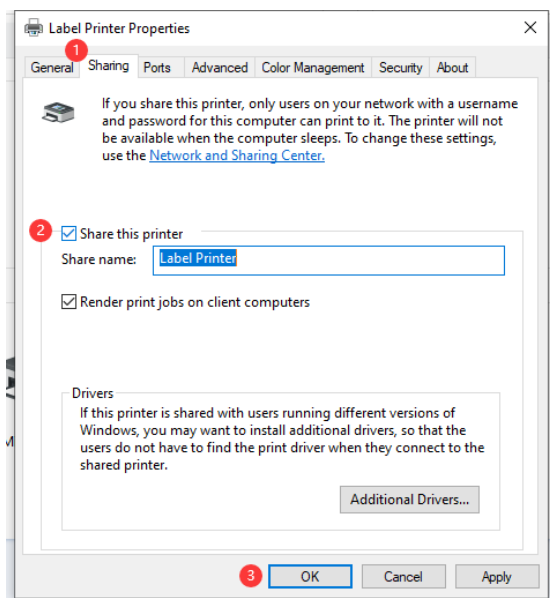 Label Printer Properties
1
General Sharing Ports Advanced Color Management Security About
If you share this printer, only users on your network with a username
and password for this computer can print to it. The printer will not
be available when the computer sleeps. To change these settings,
use the Network and Sharing Center.
2 Share this printer
Share name: Label Printer
Render print jobs on client computers
Drivers
If this printer is shared with users running different versions of
Windows, you may want to install additional drivers, so that the
users do not have to find the print driver when they connect to the
shared printer.
Additional Drivers...
3 OK Cancel Apply